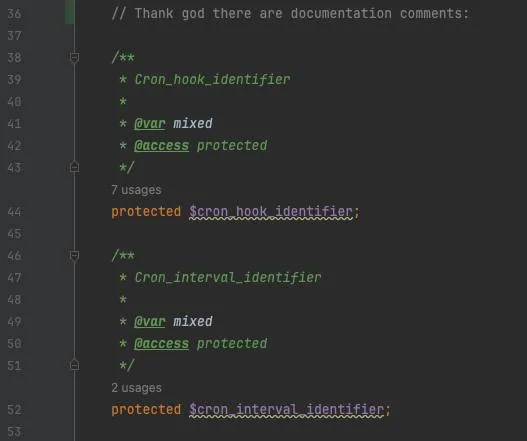 36 // Thank god there are documentation comments:
37
38 /**
39 * Cron_hook_identifier
40 *
41 * @var mixed
42 * @access protected
43 */
7 usages
44 protected $cron_hook_identifier;
45
46 /**
47 * Cron_interval_identifier
48 *
49 * @var mixed
50 * @access protected
51 */
2 usages
52 protected $cron_interval_identifier;
53